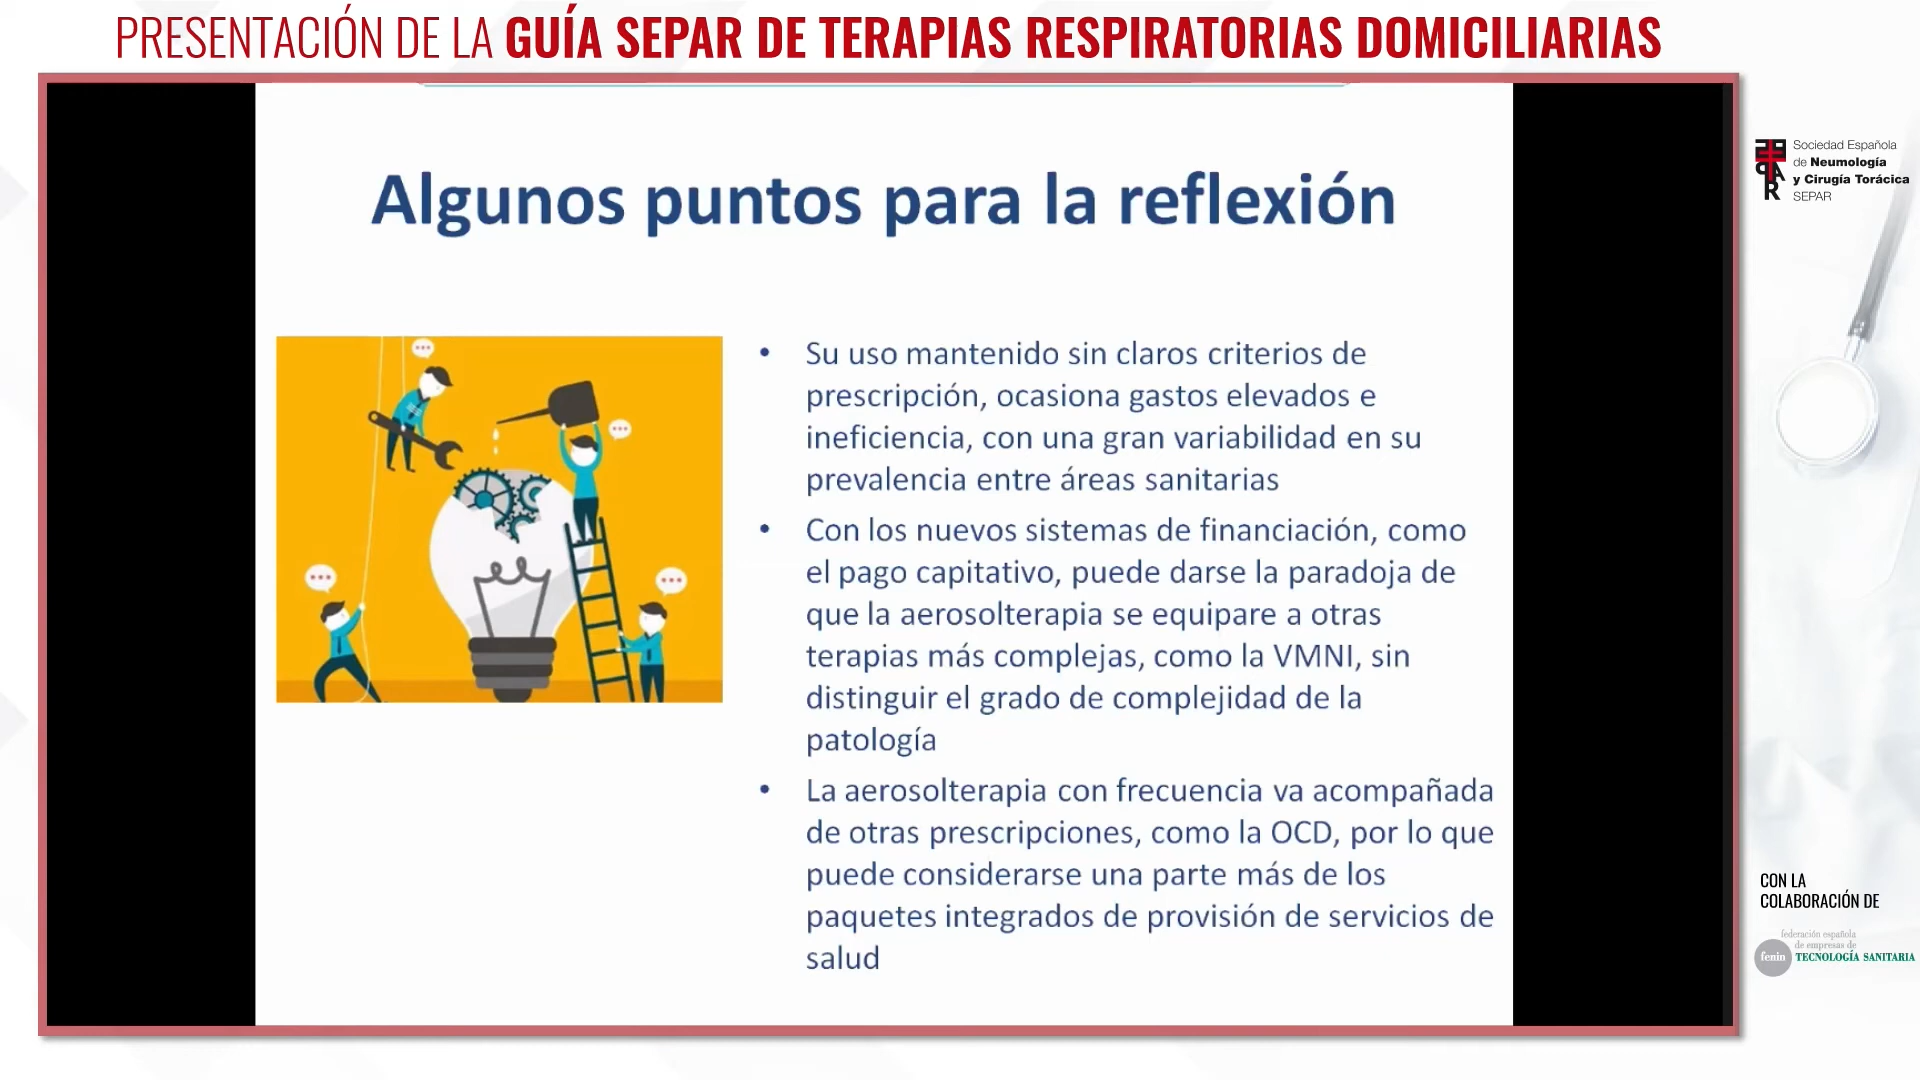 PRESENTACIÓN DE LA GUÍA SEPAR DE TERAPIAS RESPIRATORIAS DOMICILIARIAS
Algunos puntos para la reflexión
• Su uso mantenido sin claros criterios de
prescripción, ocasiona gastos elevados e
ineficiencia, con una gran variabilidad en su
prevalencia entre áreas sanitarias
• Con los nuevos sistemas de financiación, como
el pago capitativo, puede darse la paradoja de
que la aerosolterapia se equipare a otras
terapias más complejas, como la VMNI, sin
distinguir el grado de complejidad de la
patología
• La aerosolterapia con frecuencia va acompañada
de otras prescripciones, como la OCD, por lo que
puede considerarse una parte más de los
paquetes integrados de provisión de servicios de
salud
Sociedad Española
de Neumología
y Cirugía Torácica
SEPAR
CON LA
COLABORACIÓN DE
federación española
de empresas de
fenin TECNOLOGÍA SANITARIA